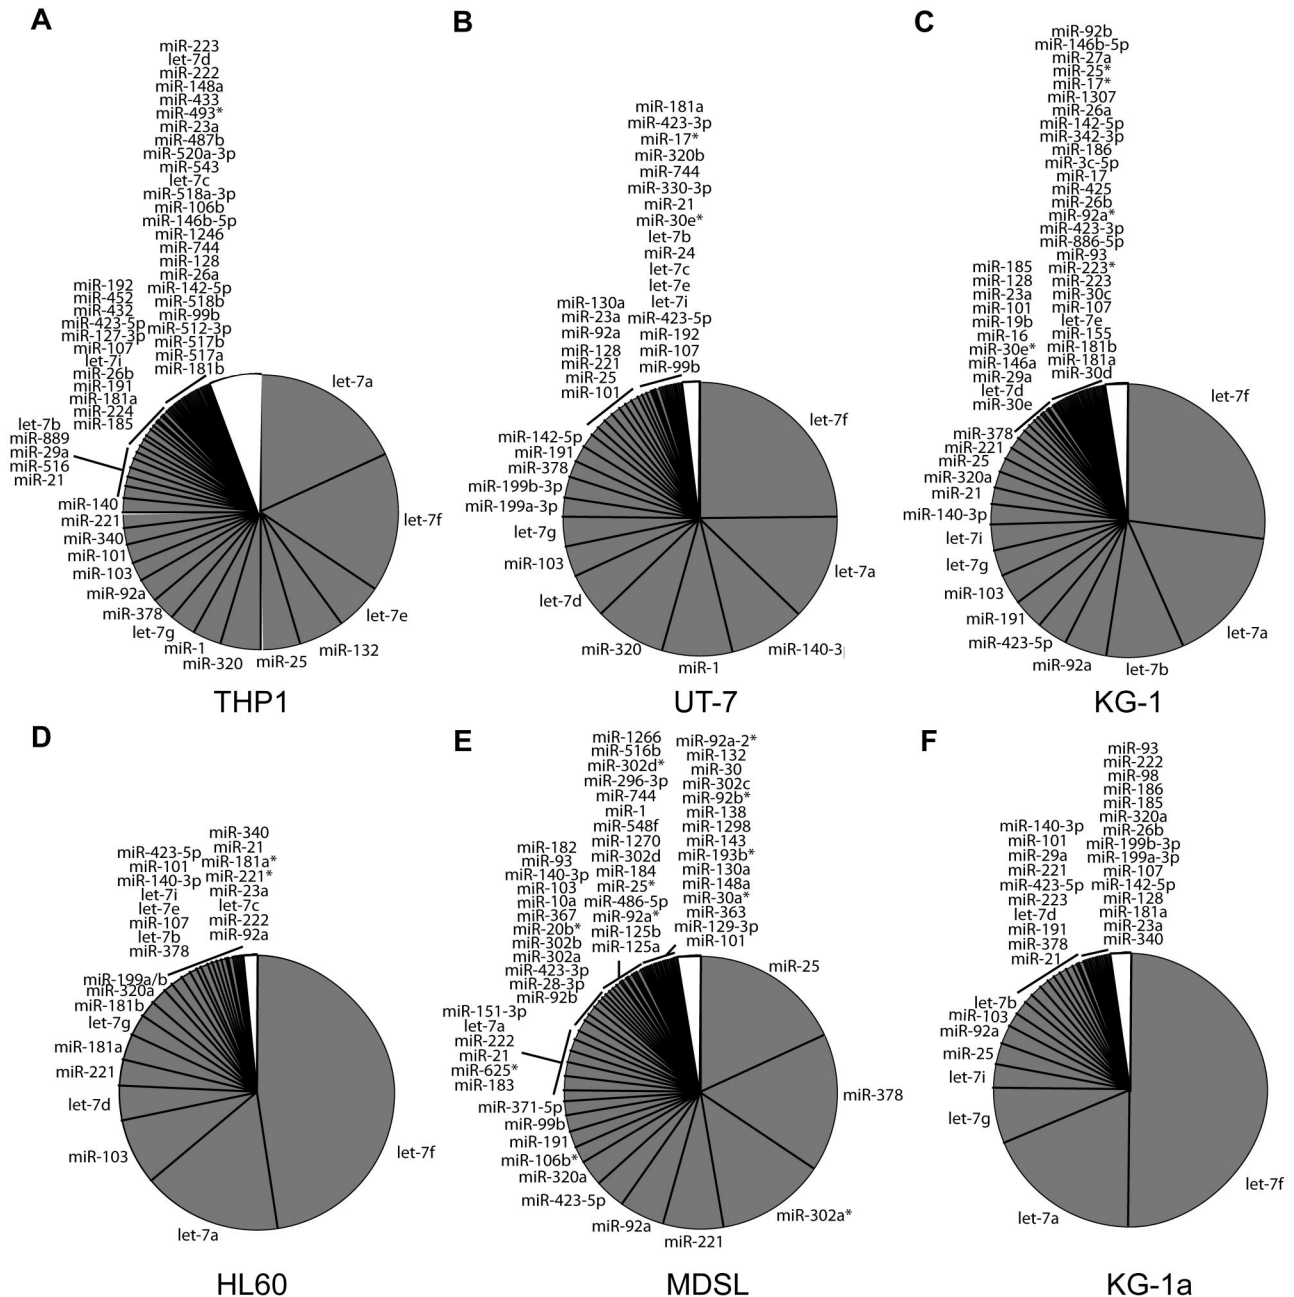 A
miR-223
let-7d
miR-222
miR-148a
miR-433
miR-493*
miR-23a
miR-487b
miR-520a-3p
miR-543
let-7c
miR-518a-3p
miR-106b
miR-146b-5p
miR-1246
miR-744
miR-128
miR-26a
miR-142-5p
miR-518b
miR-99b
miR-512-3p
miR-517b
miR-517a
miR-181b
miR-192
miR-452
miR-432
miR-423-5p
miR-127-3p
miR-107
let-7i
miR-26b
miR-191
miR-181a
miR-224
miR-185
let-7b
miR-889
miR-29a
miR-516
miR-21
miR-140
miR-221
miR-340
miR-101
miR-103
miR-92a
miR-378
let-7g
miR-1
miR-320
miR-25
miR-132
let-7e
let-7f
let-7a
THP1
B
miR-181a
miR-423-3p
miR-17*
miR-320b
miR-744
miR-330-3p
miR-21
miR-30e*
let-7b
miR-24
let-7c
let-7e
let-7i
miR-423-5p
miR-192
miR-107
miR-99b
miR-130a
miR-23a
miR-92a
miR-128
miR-221
miR-25
miR-101
miR-142-5p
miR-191
miR-378
miR-199b-3p
miR-199a-3p
let-7g
miR-103
let-7d
miR-320
miR-1
miR-140-3
let-7a
let-7f
UT-7
C
miR-92b
miR-146b-5p
miR-27a
miR-25*
miR-17*
miR-1307
miR-26a
miR-142-5p
miR-342-3p
miR-186
miR-3c-5p
miR-17
miR-425
miR-26b
miR-92a*
miR-423-3p
miR-886-5p
miR-93
miR-223*
miR-223
miR-30c
miR-107
let-7e
miR-155
miR-181b
miR-181a
miR-30d
miR-185
miR-128
miR-23a
miR-101
miR-19b
miR-16
miR-30e*
miR-146a
miR-29a
let-7d
miR-30e
miR-378
miR-221
miR-25
miR-320a
miR-21
miR-140-3p
let-7i
let-7g
miR-103
miR-191
miR-423-5p
miR-92a
let-7b
let-7a
let-7f
KG-1
D
miR-340
miR-21
miR-181a*
miR-221*
miR-23a
let-7c
miR-222
miR-92a
miR-423-5p
miR-101
miR-140-3p
let-7i
let-7e
miR-107
let-7b
miR-378
miR-199a/b
miR-320a
miR-181b
let-7g
miR-181a
miR-221
let-7d
miR-103
let-7a
let-7f
HL60
E
miR-1266
miR-516b
miR-302d*
miR-296-3p
miR-744
miR-1
miR-548f
miR-1270
miR-302d
miR-184
miR-25*
miR-486-5p
miR-92a*
miR-125b
miR-125a
miR-92a-2*
miR-132
miR-30
miR-302c
miR-92b*
miR-138
miR-1298
miR-143
miR-193b*
miR-130a
miR-148a
miR-30a*
miR-363
miR-129-3p
miR-101
miR-182
miR-93
miR-140-3p
miR-103
miR-10a
miR-367
miR-20b*
miR-302b
miR-302a
miR-423-3p
miR-28-3p
miR-92b
miR-151-3p
let-7a
miR-222
miR-21
miR-625*
miR-183
miR-371-5p
miR-99b
miR-191
miR-106b*
miR-320a
miR-423-5p
miR-92a
miR-221
miR-302a*
miR-378
miR-25
MDSL
F
miR-93
miR-222
miR-98
miR-186
miR-185
miR-320a
miR-26b
miR-199b-3p
miR-199a-3p
miR-107
miR-142-5p
miR-128
miR-181a
miR-23a
miR-340
miR-140-3p
miR-101
miR-29a
miR-221
miR-423-5p
miR-223
let-7d
miR-191
miR-378
miR-21
let-7b
miR-103
miR-92a
miR-25
let-7i
let-7g
let-7a
let-7f
KG-1a